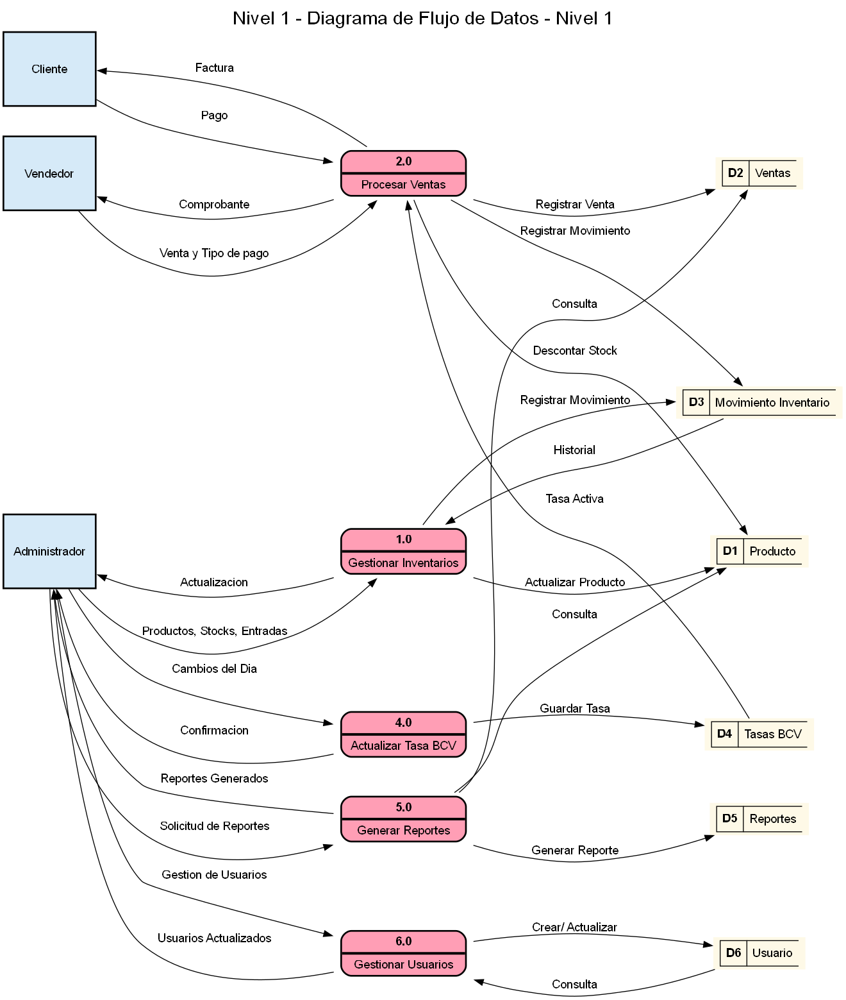 Nivel 1 - Diagrama de Flujo de Datos - Nivel 1
Cliente
Factura
Pago
Vendedor
2.0
Procesar Ventas
D2 Ventas
Comprobante
Registrar Venta
Registrar Movimiento
Venta y Tipo de pago
Consulta
Descontar Stock
Registrar Movimiento
D3 Movimiento Inventario
Historial
Tasa Activa
Administrador
1.0
Gestionar Inventarios
D1 Producto
Actualizacion
Actualizar Producto
Consulta
Productos, Stocks, Entradas
Cambios del Dia
Guardar Tasa
4.0
Actualizar Tasa BCV
D4 Tasas BCV
Confirmacion
Reportes Generados
5.0
Generar Reportes
D5 Reportes
Solicitud de Reportes
Generar Reporte
Gestion de Usuarios
Crear/ Actualizar
Usuarios Actualizados
6.0
Gestionar Usuarios
D6 Usuario
Consulta